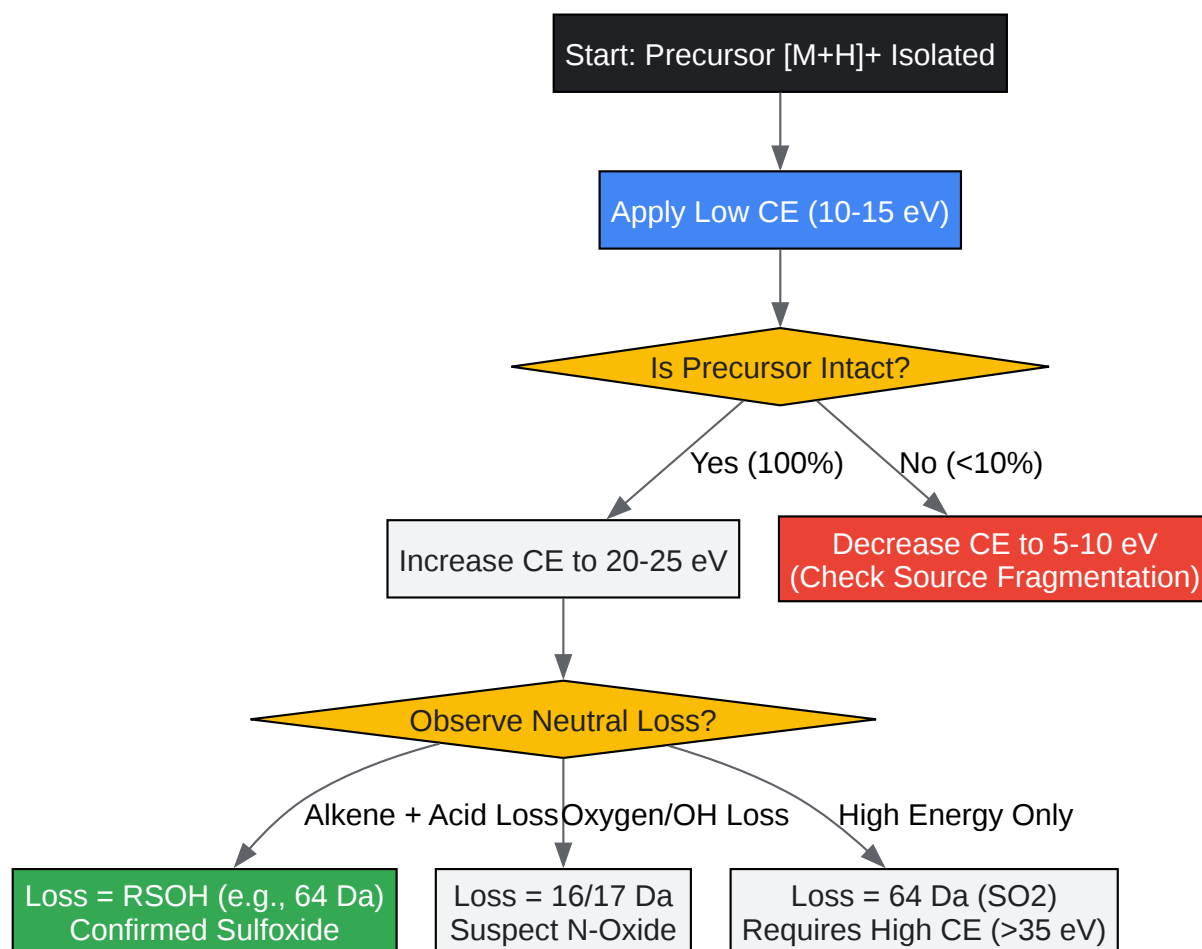 Start: Precursor [M+H]+ Isolated
Apply Low CE (10-15 eV)
Is Precursor Intact?
Yes (100%)
No (<10%)
Increase CE to 20-25 eV
Decrease CE to 5-10 eV
(Check Source Fragmentation)
Observe Neutral Loss?
Alkene + Acid Loss
Oxygen/OH Loss
High Energy Only
Loss = RSOH (e.g., 64 Da)
Confirmed Sulfoxide
Loss = 16/17 Da
Suspect N-Oxide
Loss = 64 Da (SO2)
Requires High CE (>35 eV)